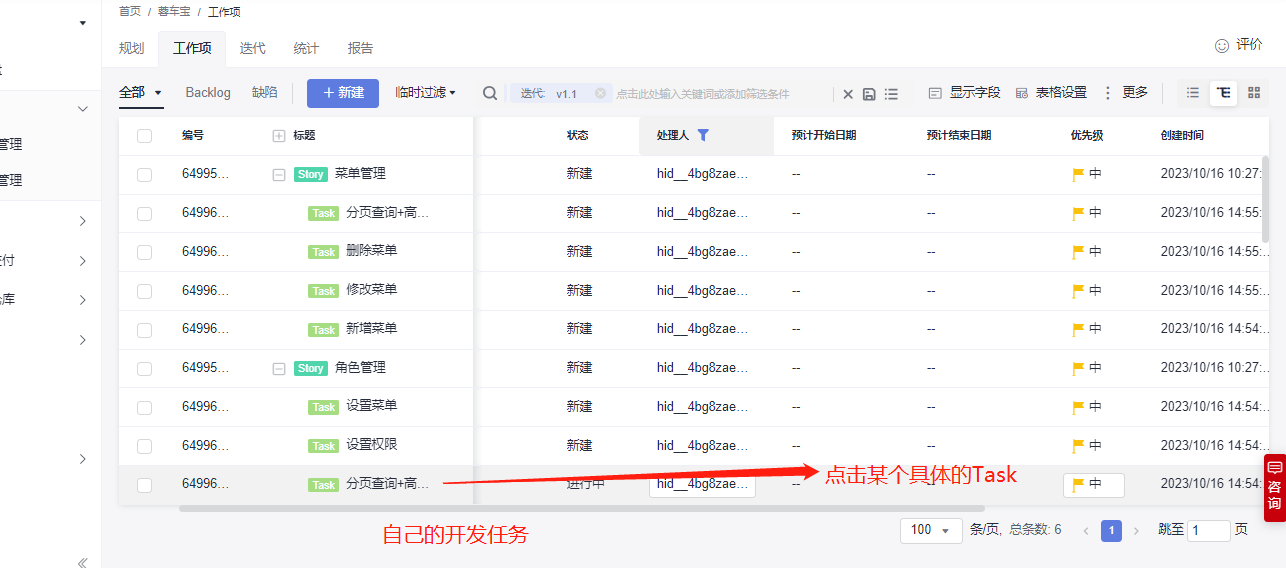 首页 / 蓉车宝 / 工作项
规划 工作项 迭代 统计 报告 评价
全部 Backlog 缺陷 + 新建 临时过滤 迭代: v1.1 点击此处输入关键词或添加筛选条件 显示字段 表格设置 更多
编号 标题 状态 处理人 预计开始日期 预计结束日期 优先级 创建时间
管理
64995... Story 菜单管理 新建 hid__4bg8zae... -- -- 中 2023/10/16 10:27:
管理
64996... Task 分页查询+高... 新建 hid__4bg8zae... -- -- 中 2023/10/16 14:55:
64996... Task 删除菜单 新建 hid__4bg8zae... -- -- 中 2023/10/16 14:55:..
付
64996... Task 修改菜单 新建 hid__4bg8zae... -- -- 中 2023/10/16 14:55:..
库
64996... Task 新增菜单 新建 hid__4bg8zae... -- -- 中 2023/10/16 14:54:..
64995... Story 角色管理 新建 hid__4bg8zae... -- -- 中 2023/10/16 10:27:..
64996... Task 设置菜单 新建 hid__4bg8zae... -- -- 中 2023/10/16 14:54:..
64996... Task 设置权限 新建 hid__4bg8zae... -- -- 中 2023/10/16 14:54:..
64996... Task 分页查询+高... 进行中 hid__4bg8zae... -- -- 中 2023/10/16 14:54:..
点击某个具体的Task
咨询
自己的开发任务
100 条/页, 总条数: 6 1 跳至 1 页